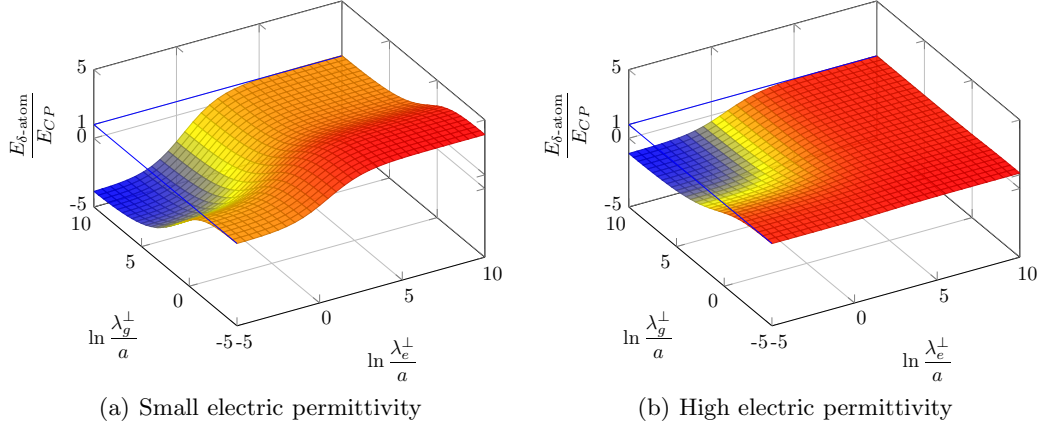 5
1
0
-5
10
5
0
-5
-5
0
5
10
E_{δ-atom}
E_{CP}
ln λ_g^⊥
a
ln λ_e^⊥
a
(a) Small electric permittivity
5
1
0
-5
10
5
0
-5
-5
0
5
10
E_{δ-atom}
E_{CP}
ln λ_g^⊥
a
ln λ_e^⊥
a
(b) High electric permittivity